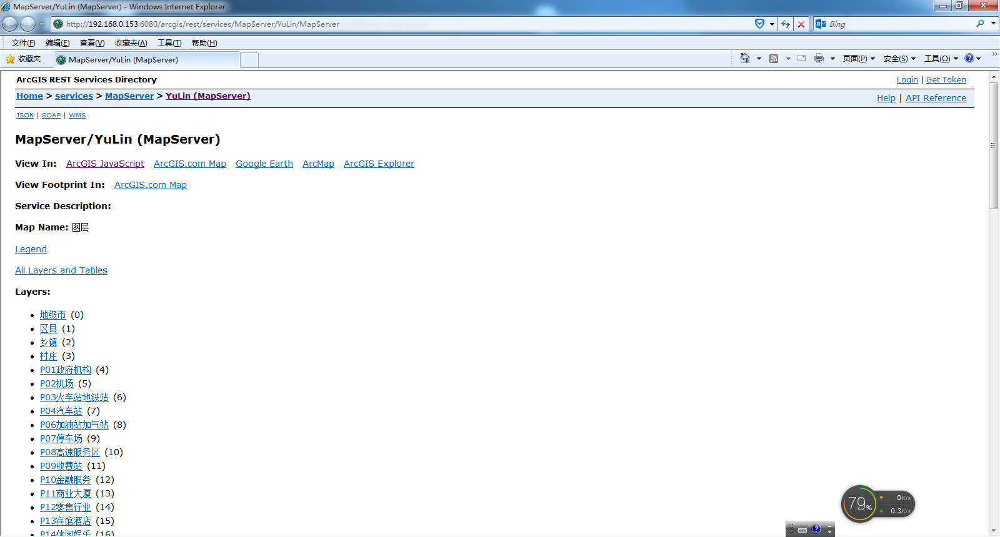 MapServer/YuLin (MapServer) - Windows Internet Explorer
http://192.168.0.153:6080/arcgis/rest/services/MapServer/YuLin/MapServer
Bing
文件(F) 编辑(E) 查看(V) 收藏夹(A) 工具(T) 帮助(H)
收藏夹 MapServer/YuLin (MapServer) 页面(P) 安全(S) 工具(O)
ArcGIS REST Services Directory Login | Get Token
Home > services > MapServer > YuLin (MapServer) Help | API Reference
JSON | SOAP | WMS
MapServer/YuLin (MapServer)
View In: ArcGIS JavaScript ArcGIS.com Map Google Earth ArcMap ArcGIS Explorer
View Footprint In: ArcGIS.com Map
Service Description:
Map Name: 图层
Legend
All Layers and Tables
Layers:
地级市 (0)
区县 (1)
乡镇 (2)
村庄 (3)
P01政府机构 (4)
P02机场 (5)
P03火车站地铁站 (6)
P04汽车站 (7)
P06加油站加气站 (8)
P07停车场 (9)
P08高速服务区 (10)
P09收费站 (11)
P10金融服务 (12)
P11商业大厦 (13)
P12零售行业 (14)
P13宾馆酒店 (15)
P14休闲娱乐 (16)
79%
0K/s
0.3K/s